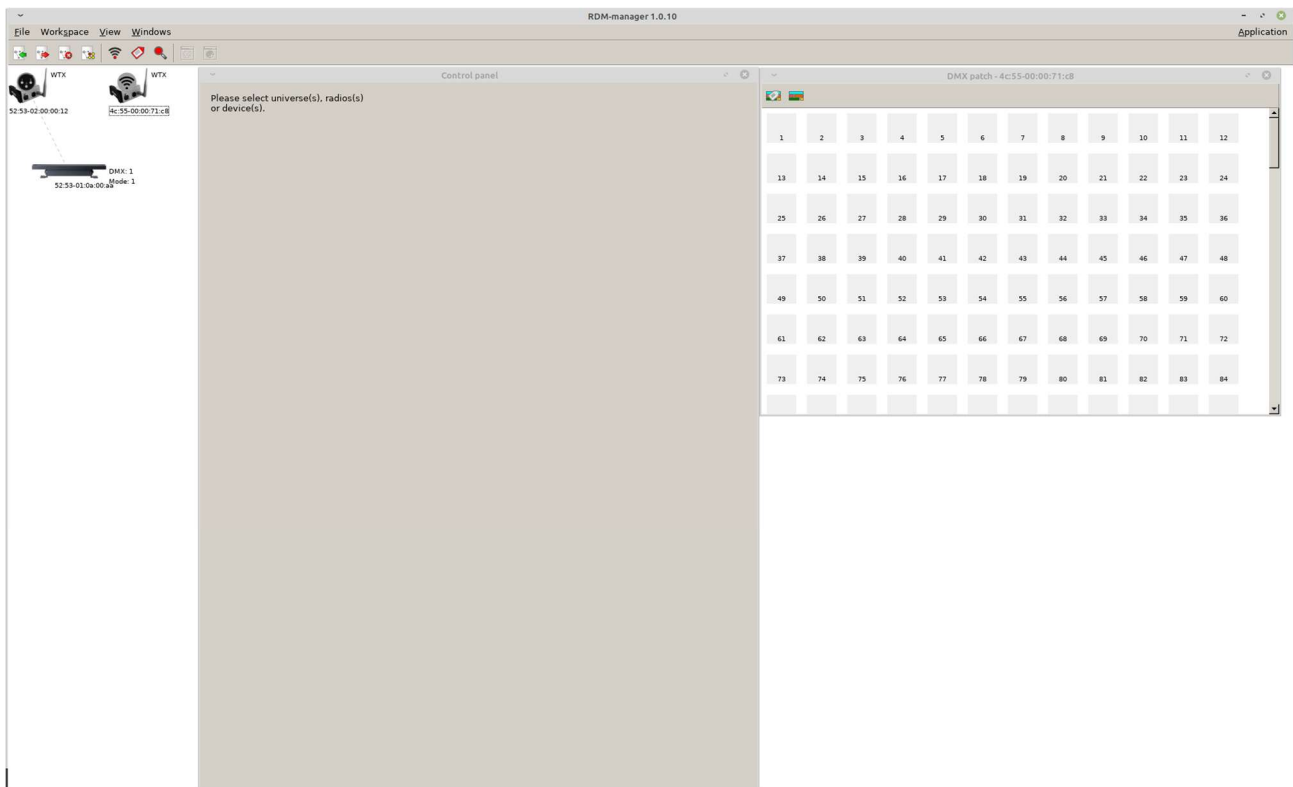 RDM-manager 1.0.10
File Workspace View Windows Application
WTX WTX
52:53-02:00:00:12 4c:55-00:00:71:c8
DMX: 1
Mode: 1
52:53-01:0a:00:aa
Control panel
Please select universe(s), radios(s)
or device(s).
DMX patch - 4c:55-00:00:71:c8
1 2 3 4 5 6 7 8 9 10 11 12
13 14 15 16 17 18 19 20 21 22 23 24
25 26 27 28 29 30 31 32 33 34 35 36
37 38 39 40 41 42 43 44 45 46 47 48
49 50 51 52 53 54 55 56 57 58 59 60
61 62 63 64 65 66 67 68 69 70 71 72
73 74 75 76 77 78 79 80 81 82 83 84